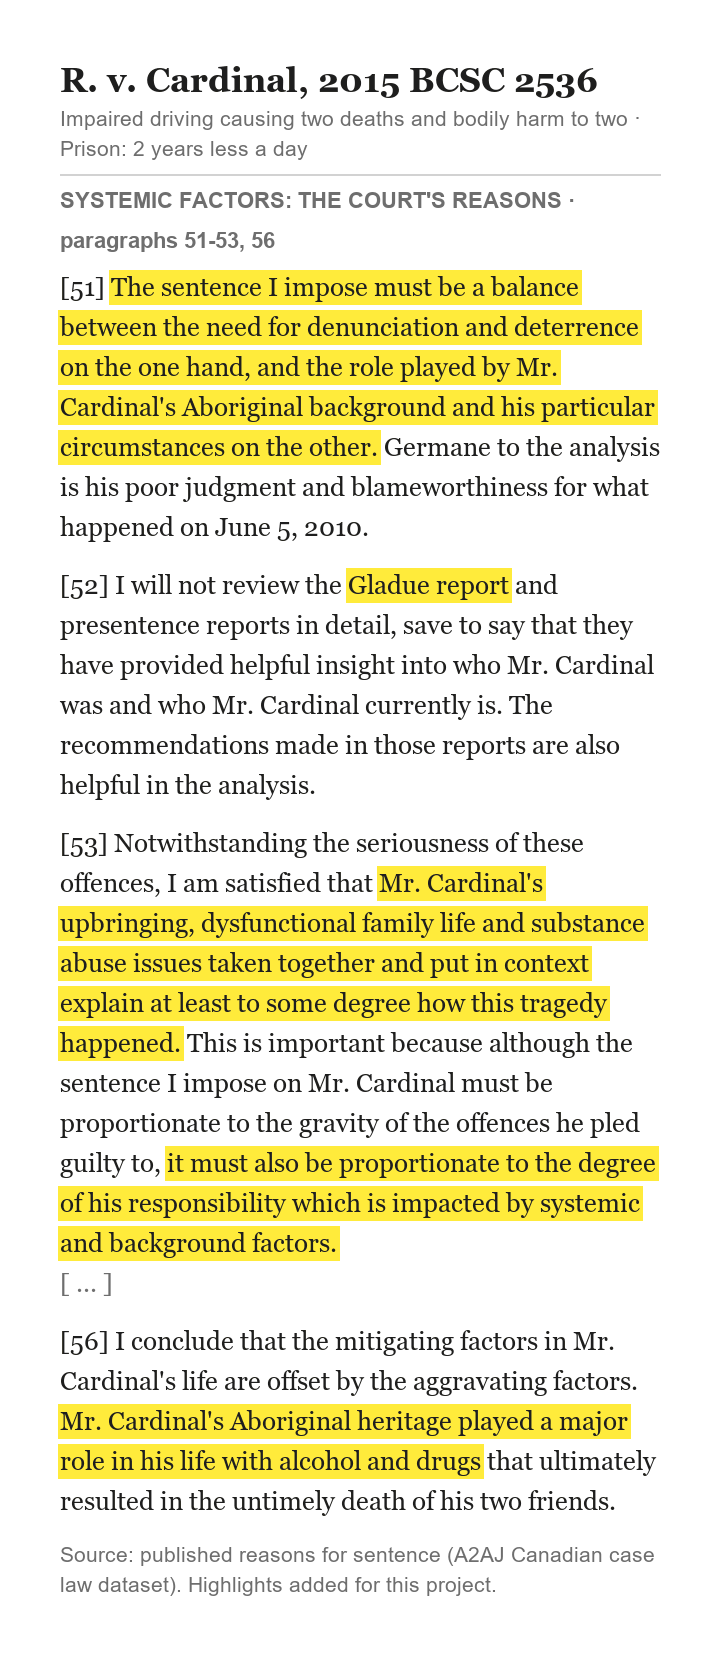 R. v. Cardinal, 2015 BCSC 2536
Impaired driving causing two deaths and bodily harm to two ·
Prison: 2 years less a day
SYSTEMIC FACTORS: THE COURT'S REASONS ·
paragraphs 51-53, 56
[51] The sentence I impose must be a balance
between the need for denunciation and deterrence
on the one hand, and the role played by Mr.
Cardinal's Aboriginal background and his particular
circumstances on the other. Germane to the analysis
is his poor judgment and blameworthiness for what
happened on June 5, 2010.
[52] I will not review the Gladue report and
presentence reports in detail, save to say that they
have provided helpful insight into who Mr. Cardinal
was and who Mr. Cardinal currently is. The
recommendations made in those reports are also
helpful in the analysis.
[53] Notwithstanding the seriousness of these
offences, I am satisfied that Mr. Cardinal's
upbringing, dysfunctional family life and substance
abuse issues taken together and put in context
explain at least to some degree how this tragedy
happened. This is important because although the
sentence I impose on Mr. Cardinal must be
proportionate to the gravity of the offences he pled
guilty to, it must also be proportionate to the degree
of his responsibility which is impacted by systemic
and background factors.
[ ... ]
[56] I conclude that the mitigating factors in Mr.
Cardinal's life are offset by the aggravating factors.
Mr. Cardinal's Aboriginal heritage played a major
role in his life with alcohol and drugs that ultimately
resulted in the untimely death of his two friends.
Source: published reasons for sentence (A2AJ Canadian case
law dataset). Highlights added for this project.